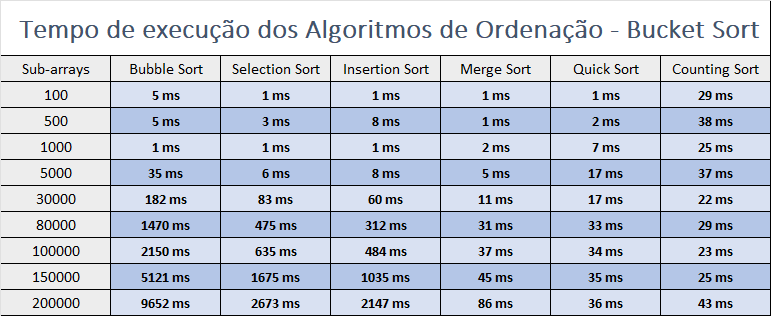 Tempo de execução dos Algoritmos de Ordenação - Bucket Sort
Sub-arrays Bubble Sort Selection Sort Insertion Sort Merge Sort Quick Sort Counting Sort
100 5 ms 1 ms 1 ms 1 ms 1 ms 29 ms
500 5 ms 3 ms 8 ms 1 ms 2 ms 38 ms
1000 1 ms 1 ms 1 ms 2 ms 7 ms 25 ms
5000 35 ms 6 ms 8 ms 5 ms 17 ms 37 ms
30000 182 ms 83 ms 60 ms 11 ms 17 ms 22 ms
80000 1470 ms 475 ms 312 ms 31 ms 33 ms 29 ms
100000 2150 ms 635 ms 484 ms 37 ms 34 ms 23 ms
150000 5121 ms 1675 ms 1035 ms 45 ms 35 ms 25 ms
200000 9652 ms 2673 ms 2147 ms 86 ms 36 ms 43 ms